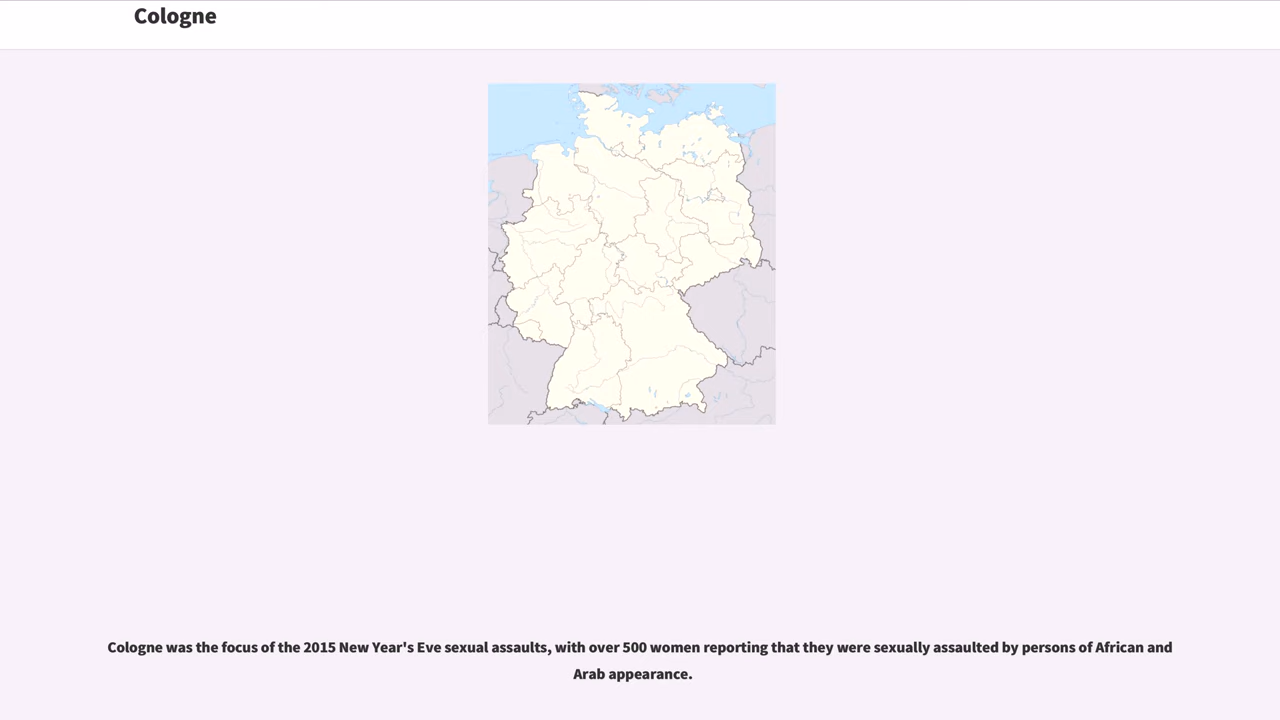 Cologne
Cologne was the focus of the 2015 New Year's Eve sexual assaults, with over 500 women reporting that they were sexually assaulted by persons of African and
Arab appearance.